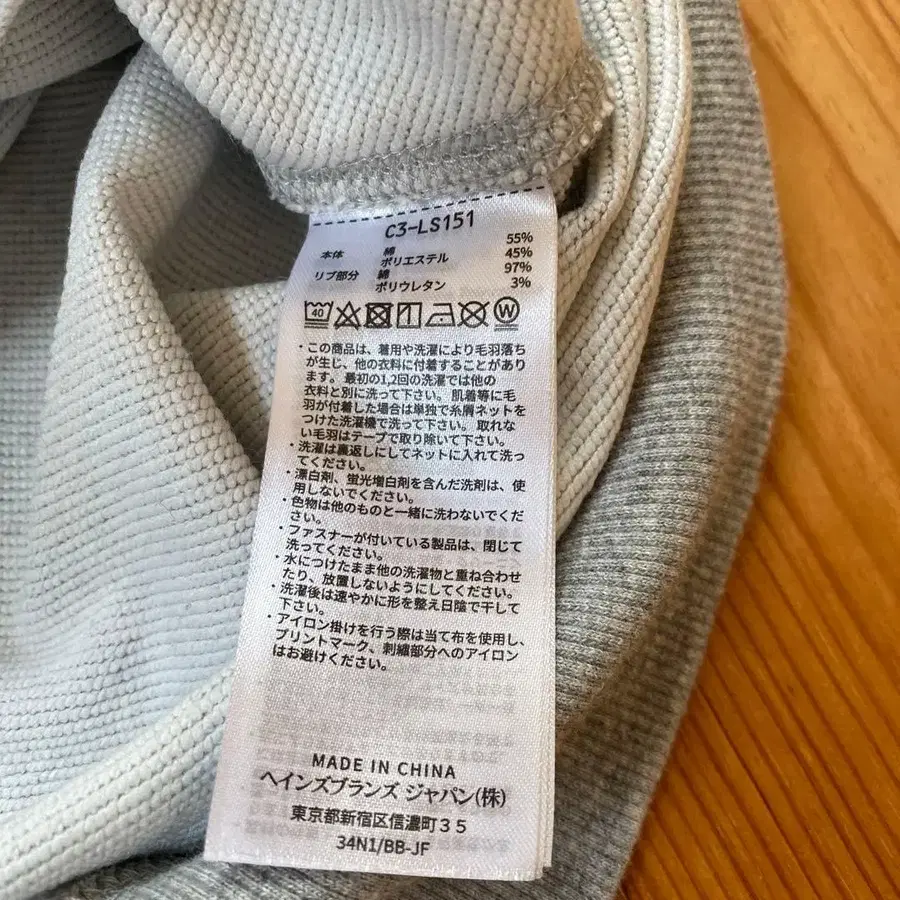 C3-LS151
本体 綿 55%
ポリエステル 45%
リブ部分 綿 97%
ポリウレタン 3%
40 W
・この商品は、着用や洗濯により毛羽落ち
が生じ、他の衣料に付着することがあり
ます。最初の1,2回の洗濯では他の
衣料と別に洗って下さい。肌着等に毛
羽が付着した場合は単独で糸屑ネットを
つけた洗濯機で洗って下さい。取れな
い毛羽はテープで取り除いて下さい。
・洗濯は裏返しにしてネットに入れて洗っ
てください。
・漂白剤、蛍光増白剤を含んだ洗剤は、使
用しないでください。
・色物は他のものと一緒に洗わないでくだ
さい。
・ファスナーが付いている製品は、閉じて
洗ってください。
・水につけたまま他の洗濯物と重ね合わせ
たり、放置しないようにしてください。
・洗濯後は速やかに形を整え日陰で干して
下さい。
・アイロン掛けを行う際は当て布を使用し、
プリントマーク、刺繍部分へのアイロン
はお避けください。
MADE IN CHINA
ヘインズブランズ ジャパン(株)
東京都新宿区信濃町35
34N1/BB-JF